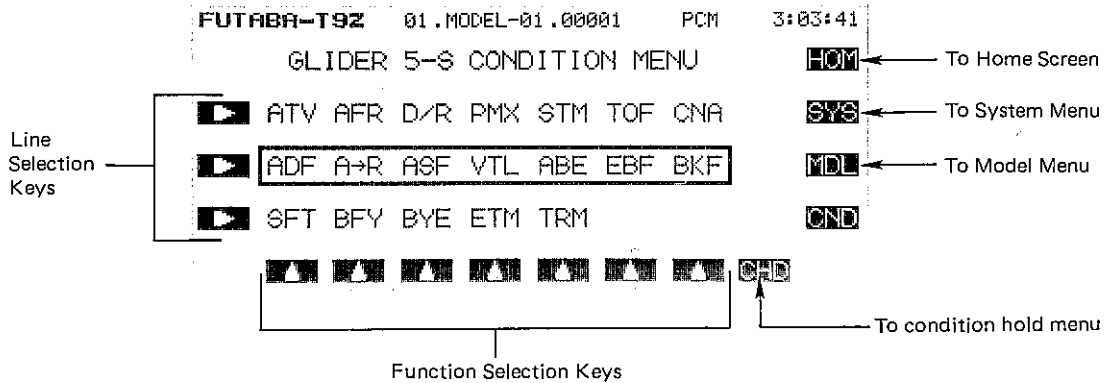 FUTABA-T9Z 01.MODEL-01.00001 PCM 3:03:41
GLIDER 5-S CONDITION MENU HOM To Home Screen
ATV AFR D/R PMX STM TOF CNA SYS To System Menu
Line
Selection
Keys
ADF A→R ASF VTL ABE EBF BKF MDL To Model Menu
SFT BFY BYE ETM TRM CND
CHD
To condition hold menu
Function Selection Keys